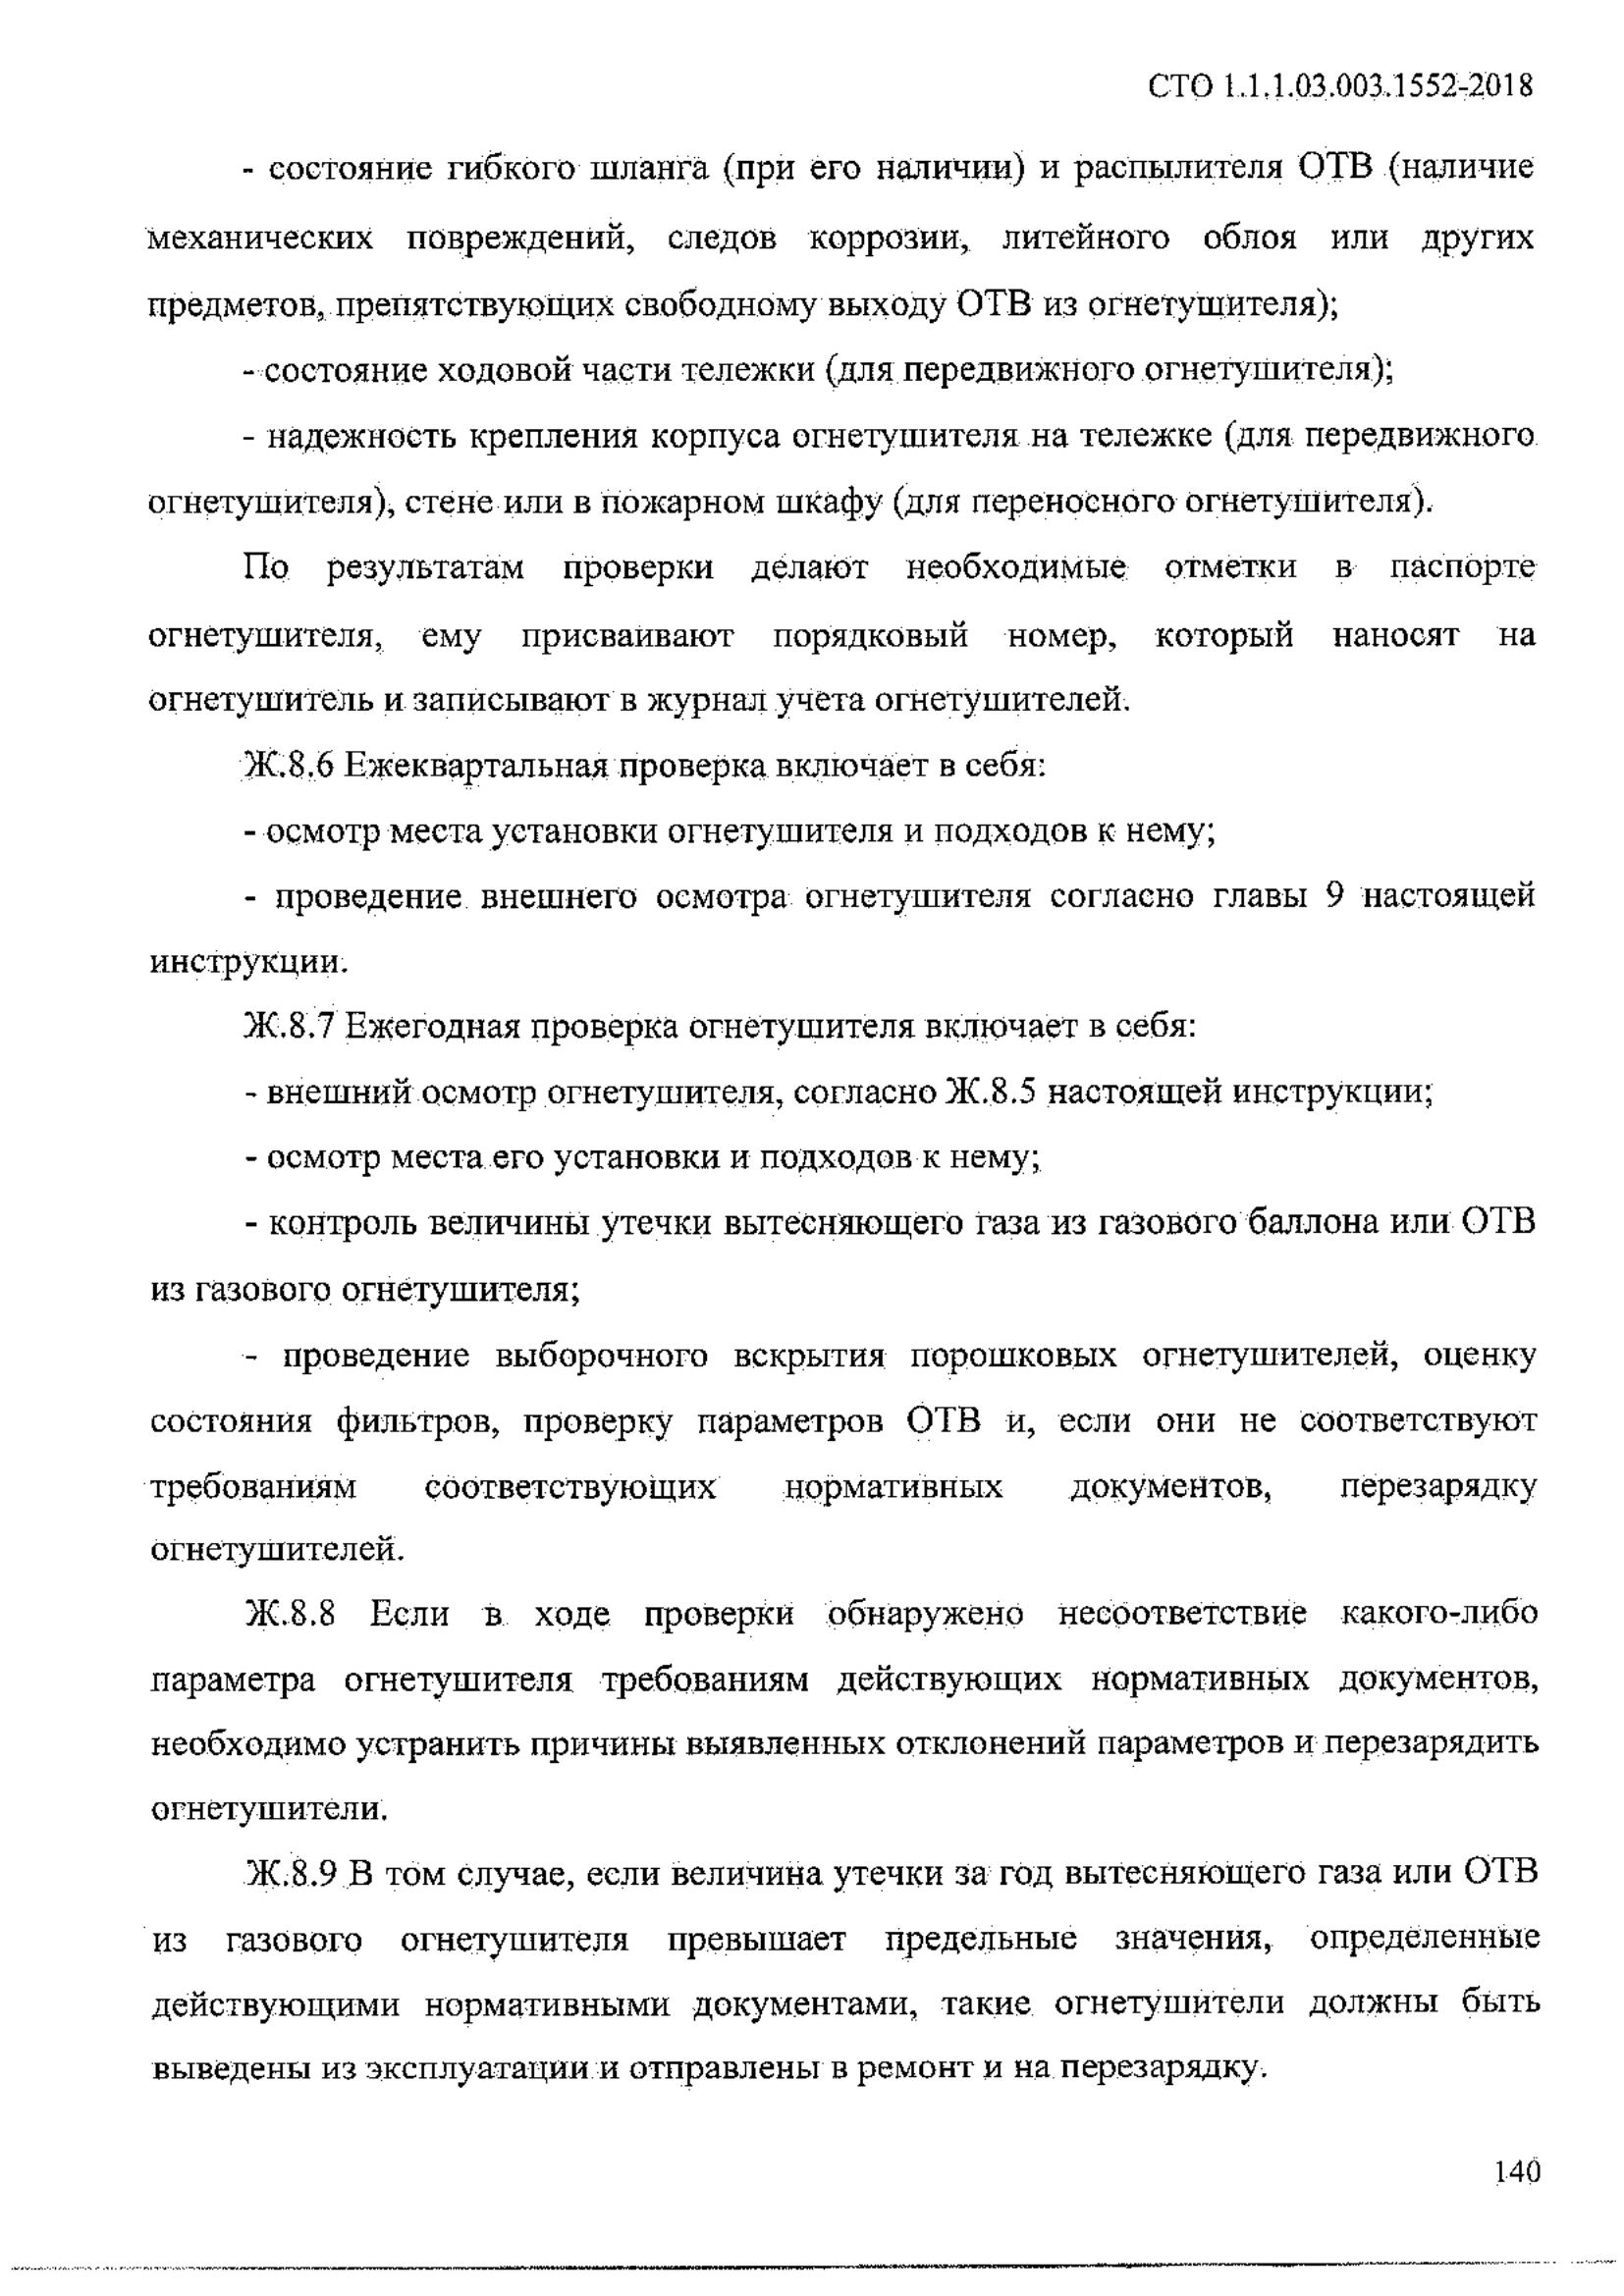 СТО 1.1.1.03.003.1552-2018
- состояние гибкого шланга (при его наличии) и распылителя ОТВ (наличие
механических повреждений, следов коррозии, литейного облоя или других
предметов, препятствующих свободному выходу ОТВ из огнетушителя);
- состояние ходовой части тележки (для передвижного огнетушителя);
- надежность крепления корпуса огнетушителя на тележке (для передвижного
огнетушителя), стене или в пожарном шкафу (для переносного огнетушителя).
По результатам проверки делают необходимые отметки в паспорте
огнетушителя, ему присваивают порядковый номер, который наносят на
огнетушитель и записывают в журнал учета огнетушителей.
Ж.8.6 Ежеквартальная проверка включает в себя:
- осмотр места установки огнетушителя и подходов к нему;
- проведение внешнего осмотра огнетушителя согласно главы 9 настоящей
инструкции.
Ж.8.7 Ежегодная проверка огнетушителя включает в себя:
- внешний осмотр огнетушителя, согласно Ж.8.5 настоящей инструкции;
- осмотр места его установки и подходов к нему;
- контроль величины утечки вытесняющего газа из газового баллона или ОТВ
из газового огнетушителя;
- проведение выборочного вскрытия порошковых огнетушителей, оценку
состояния фильтров, проверку параметров ОТВ и, если они не соответствуют
требованиям соответствующих нормативных документов, перезарядку
огнетушителей.
Ж.8.8 Если в ходе проверки обнаружено несоответствие какого-либо
параметра огнетушителя требованиям действующих нормативных документов,
необходимо устранить причины выявленных отклонений параметров и перезарядить
огнетушители.
Ж.8.9 В том случае, если величина утечки за год вытесняющего газа или ОТВ
из газового огнетушителя превышает предельные значения, определенные
действующими нормативными документами, такие огнетушители должны быть
выведены из эксплуатации и отправлены в ремонт и на перезарядку.
140